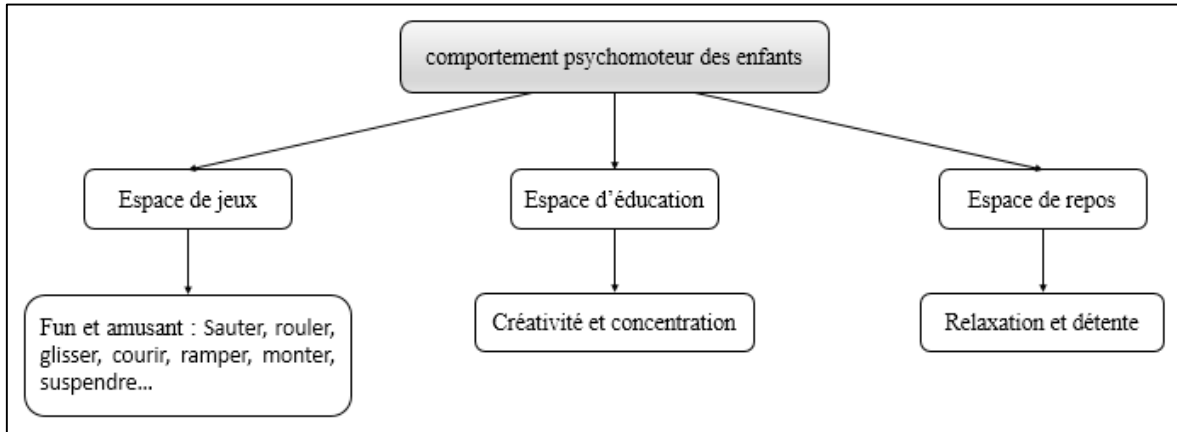 comportement psychomoteur des enfants
Espace de jeux
Espace d’éducation
Espace de repos
Fun et amusant : Sauter, rouler,
glisser, courir, ramper, monter,
suspendre...
Créativité et concentration
Relaxation et détente